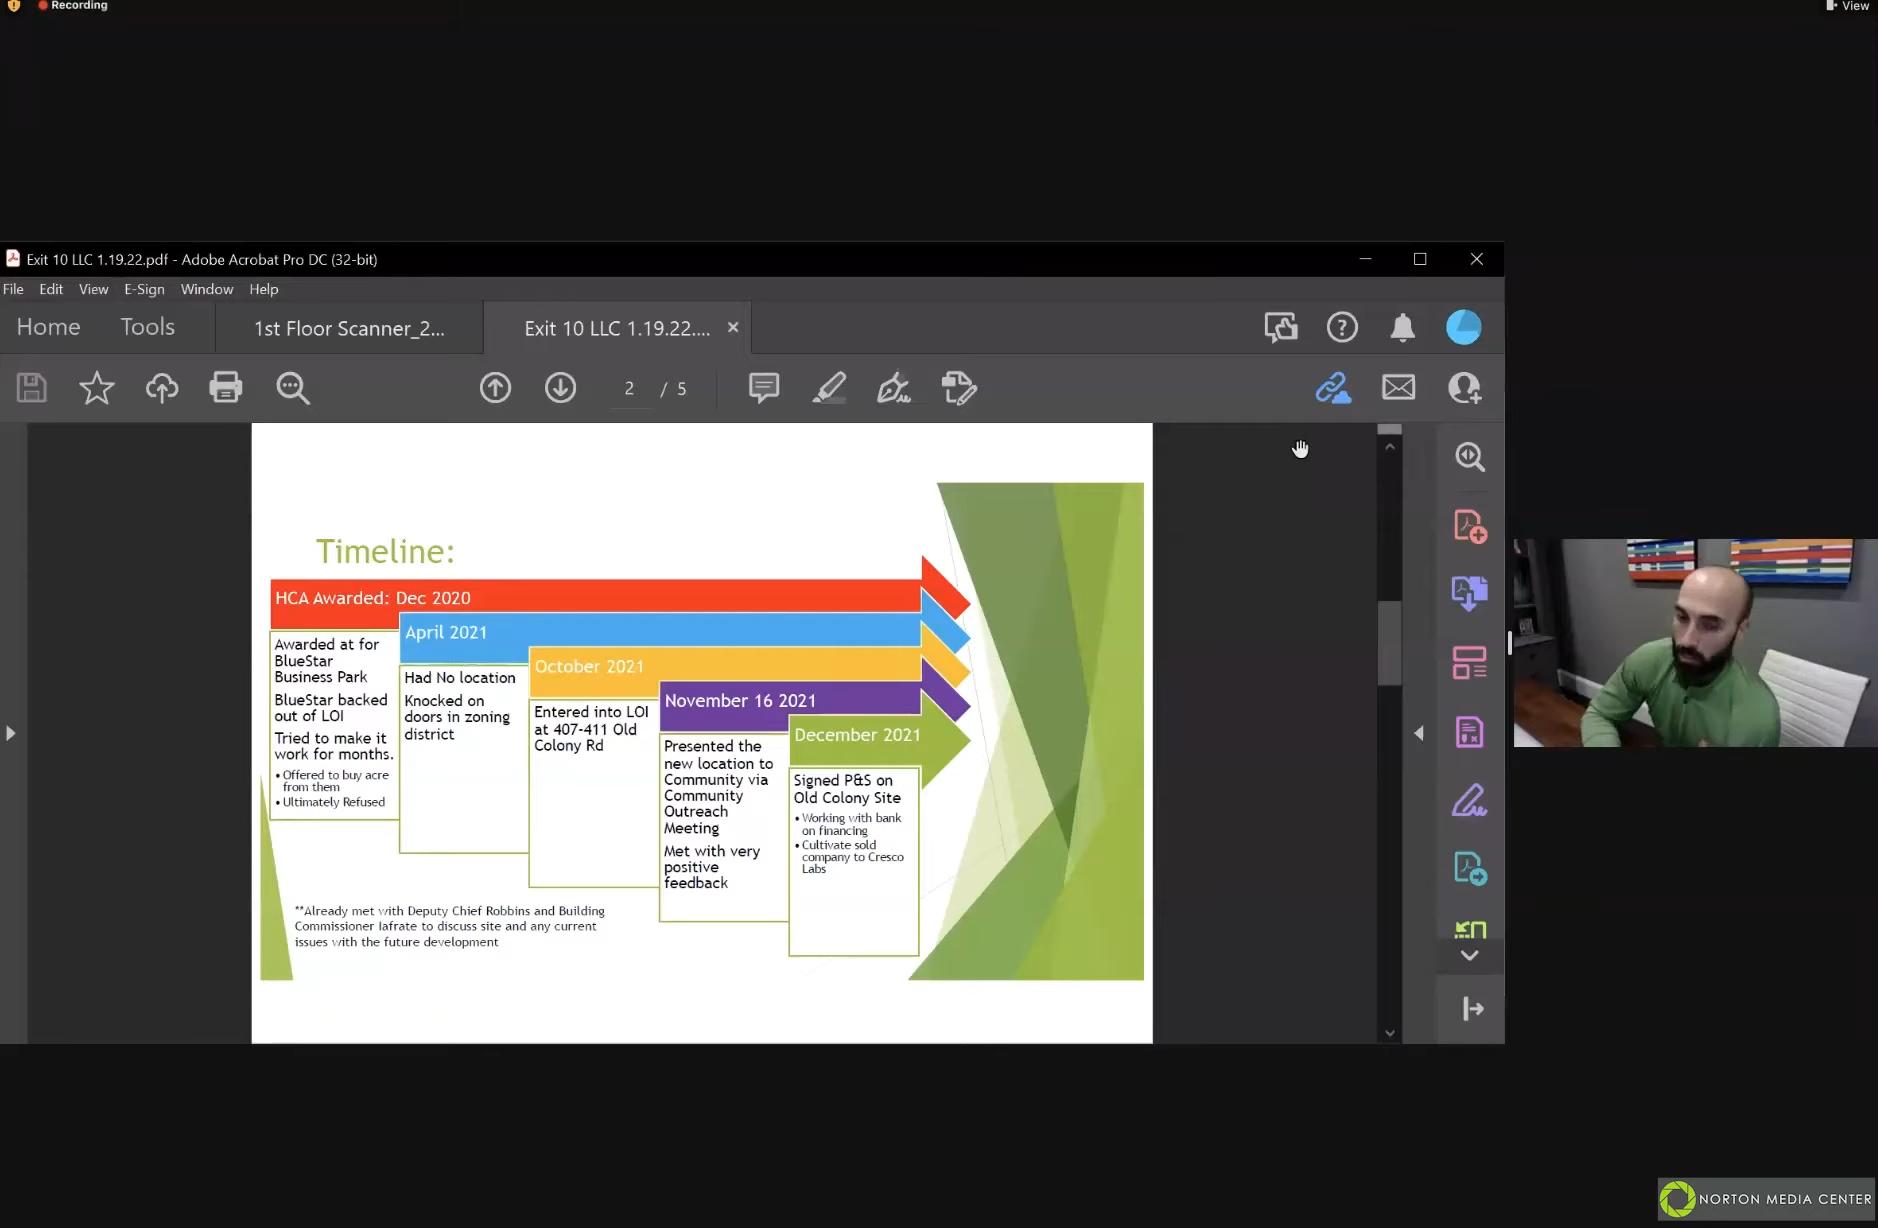 Recording
View
Exit 10 LLC 1.19.22.pdf - Adobe Acrobat Pro DC (32-bit)
File Edit View E-Sign Window Help
Home Tools 1st Floor Scanner_2... Exit 10 LLC 1.19.22....
2 / 5
Timeline:
HCA Awarded: Dec 2020
Awarded at for
BlueStar
Business Park
BlueStar backed
out of LOI
Tried to make it
work for months.
• Offered to buy acre
from them
• Ultimately Refused
April 2021
Had No location
Knocked on
doors in zoning
district
October 2021
Entered into LOI
at 407-411 Old
Colony Rd
November 16 2021
Presented the
new location to
Community via
Community
Outreach
Meeting
Met with very
positive
feedback
December 2021
Signed P&S on
Old Colony Site
• Working with bank
on financing
• Cultivate sold
company to Cresco
Labs
**Already met with Deputy Chief Robbins and Building
Commissioner Iafrate to discuss site and any current
issues with the future development
NORTON MEDIA CENTER